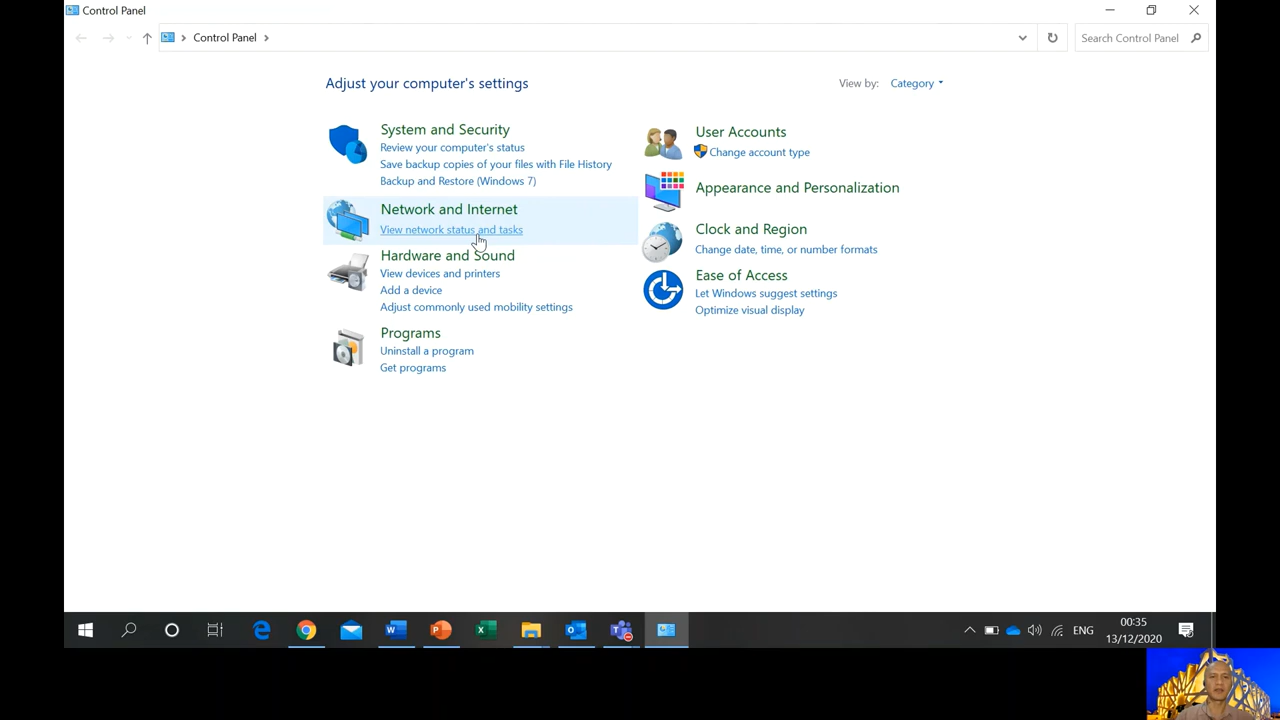 Control Panel
Control Panel
Search Control Panel
Adjust your computer's settings
View by: Category
System and Security
Review your computer's status
Save backup copies of your files with File History
Backup and Restore (Windows 7)
Network and Internet
View network status and tasks
Hardware and Sound
View devices and printers
Add a device
Adjust commonly used mobility settings
Programs
Uninstall a program
Get programs
User Accounts
Change account type
Appearance and Personalization
Clock and Region
Change date, time, or number formats
Ease of Access
Let Windows suggest settings
Optimize visual display
ENG
00:35
13/12/2020